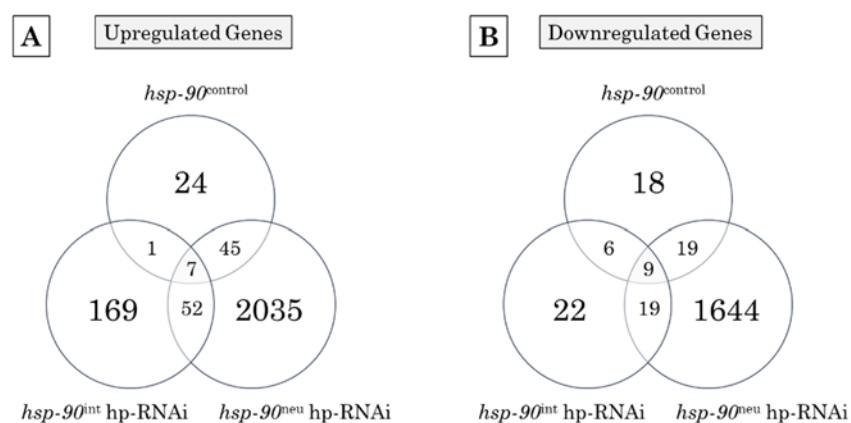 A Upregulated Genes
hsp-90control
24
1 45
7
169 52 2035
hsp-90int hp-RNAi hsp-90neu hp-RNAi
B Downregulated Genes
hsp-90control
18
6 19
9
22 19 1644
hsp-90int hp-RNAi hsp-90neu hp-RNAi